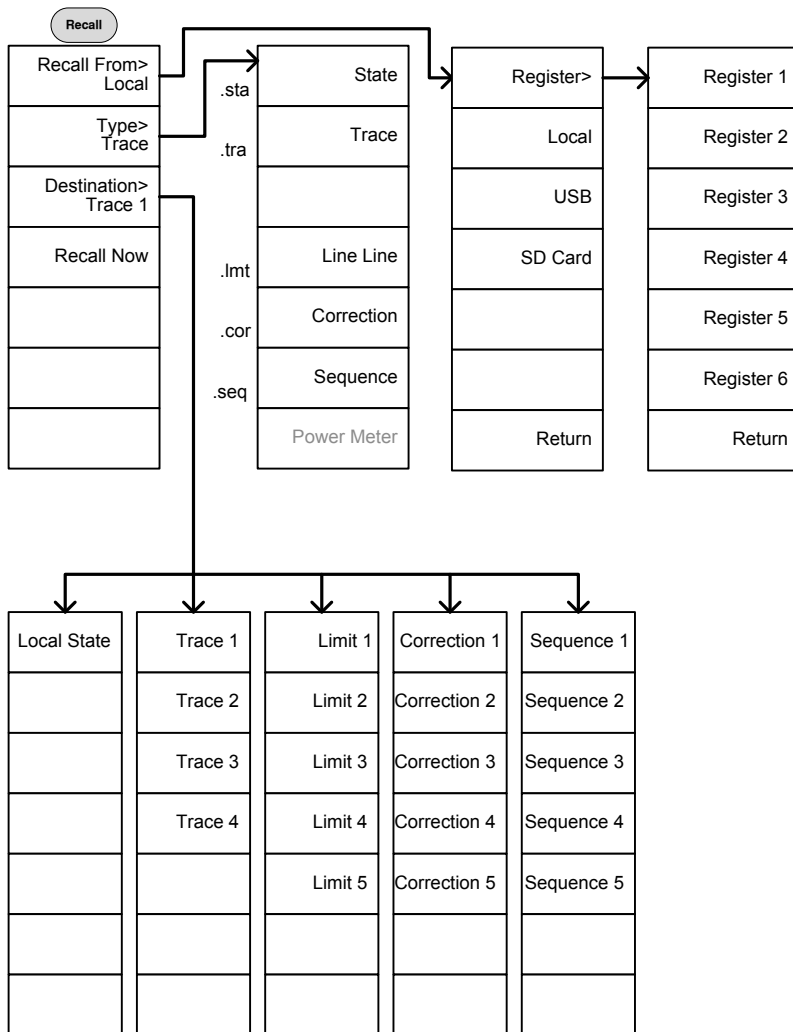 Recall
Recall From>
Local
Type>
Trace
Destination>
Trace 1
Recall Now
.sta
.tra
.lmt
.cor
.seq
State
Trace
Line Line
Correction
Sequence
Power Meter
Register>
Local
USB
SD Card
Return
Register 1
Register 2
Register 3
Register 4
Register 5
Register 6
Return
Local State
Trace 1
Trace 2
Trace 3
Trace 4
Limit 1
Limit 2
Limit 3
Limit 4
Limit 5
Correction 1
Correction 2
Correction 3
Correction 4
Correction 5
Sequence 1
Sequence 2
Sequence 3
Sequence 4
Sequence 5